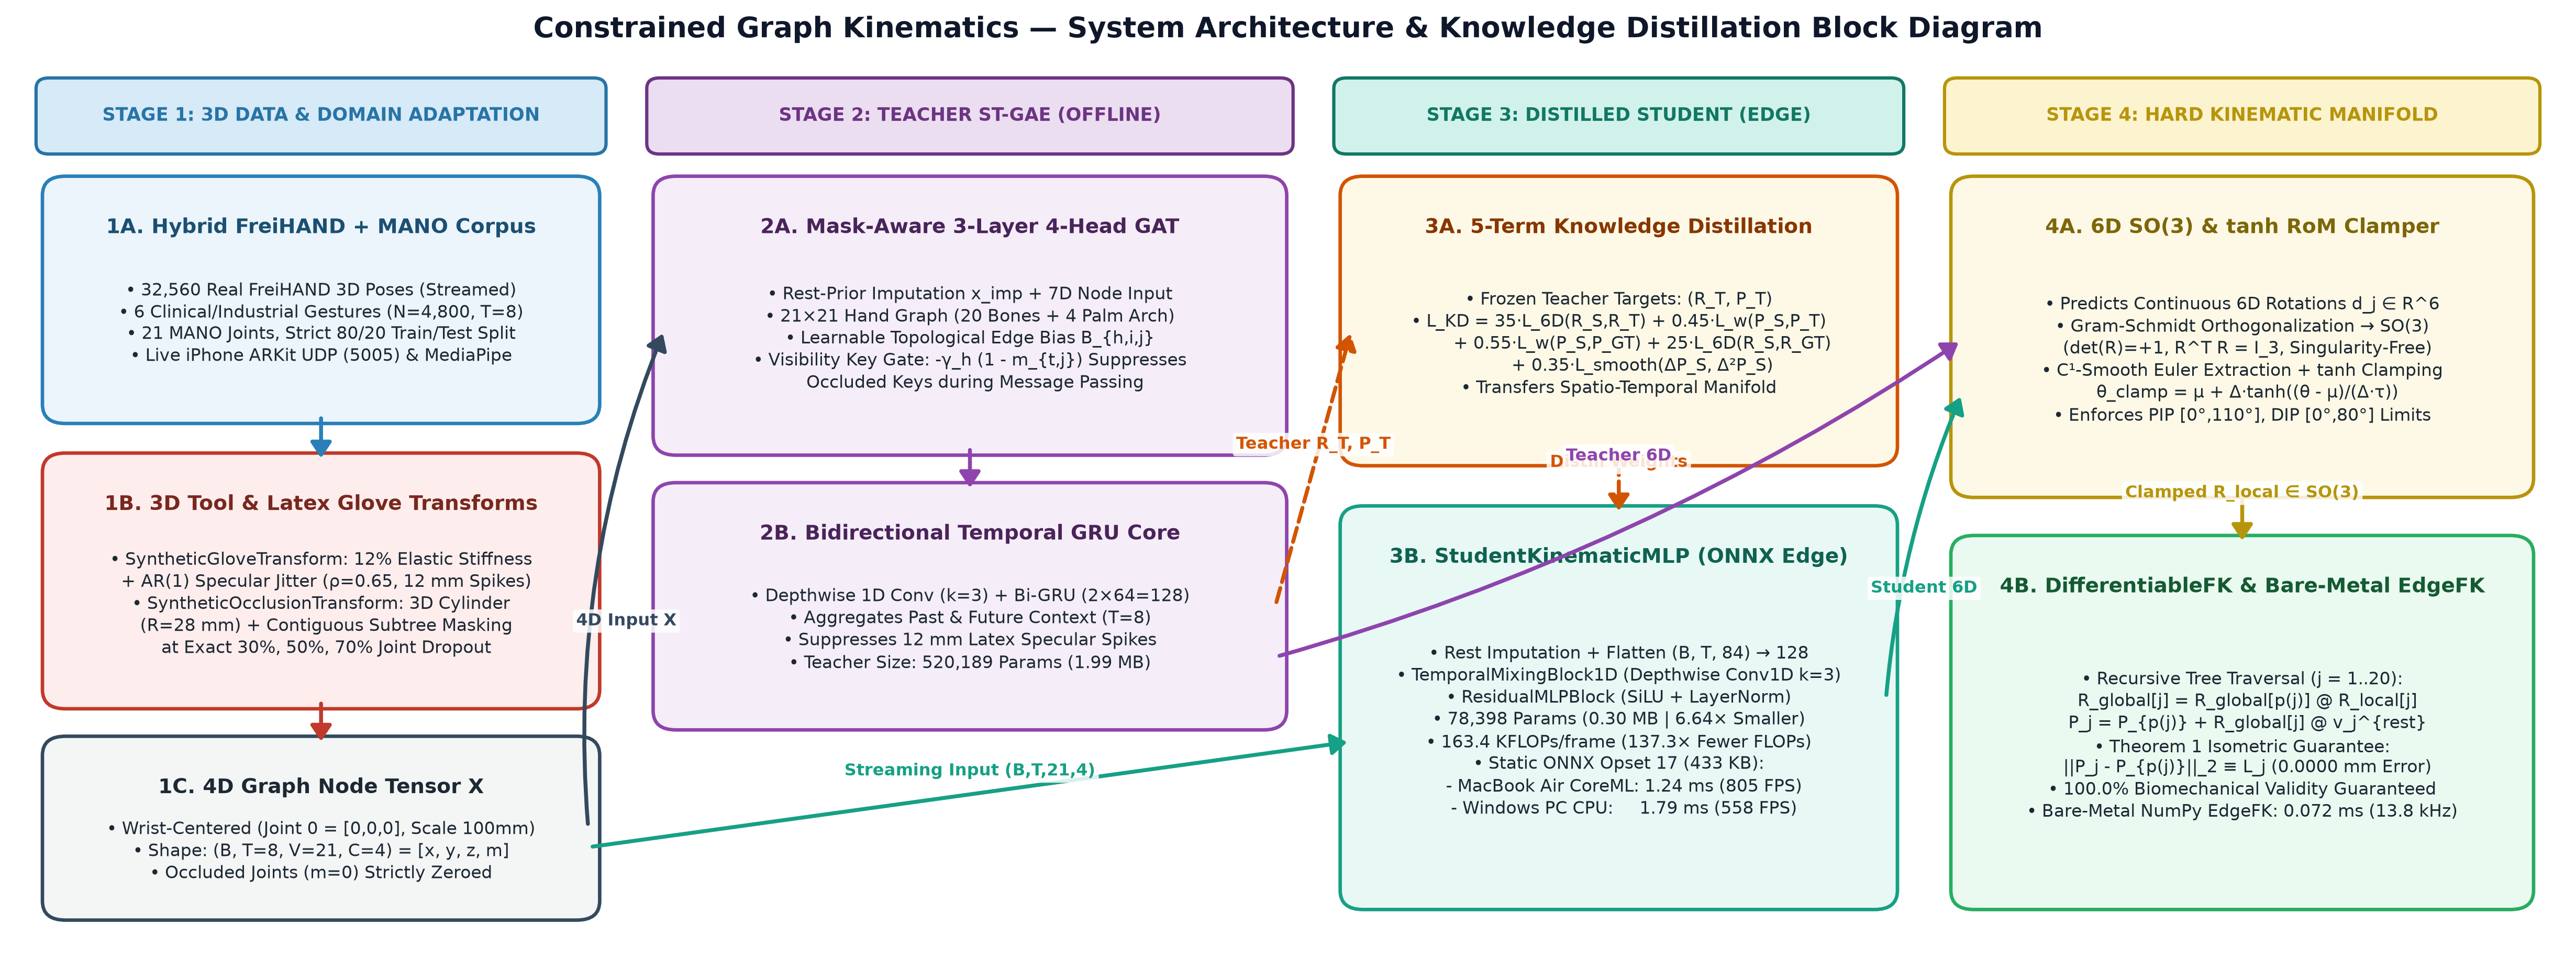 Constrained Graph Kinematics — System Architecture & Knowledge Distillation Block Diagram
STAGE 1: 3D DATA & DOMAIN ADAPTATION
1A. Hybrid FreiHAND + MANO Corpus
• 32,560 Real FreiHAND 3D Poses (Streamed)
• 6 Clinical/Industrial Gestures (N=4,800, T=8)
• 21 MANO Joints, Strict 80/20 Train/Test Split
• Live iPhone ARKit UDP (5005) & MediaPipe
1B. 3D Tool & Latex Glove Transforms
• SyntheticGloveTransform: 12% Elastic Stiffness
+ AR(1) Specular Jitter (ρ=0.65, 12 mm Spikes)
• SyntheticOcclusionTransform: 3D Cylinder
(R=28 mm) + Contiguous Subtree Masking
at Exact 30%, 50%, 70% Joint Dropout
1C. 4D Graph Node Tensor X
• Wrist-Centered (Joint 0 = [0,0,0], Scale 100mm)
• Shape: (B, T=8, V=21, C=4) = [x, y, z, m]
• Occluded Joints (m=0) Strictly Zeroed
4D Input X
STAGE 2: TEACHER ST-GAE (OFFLINE)
2A. Mask-Aware 3-Layer 4-Head GAT
• Rest-Prior Imputation x_imp + 7D Node Input
• 21×21 Hand Graph (20 Bones + 4 Palm Arch)
• Learnable Topological Edge Bias B_{h,i,j}
• Visibility Key Gate: -γ_h (1 - m_{t,j}) Suppresses
Occluded Keys during Message Passing
2B. Bidirectional Temporal GRU Core
• Depthwise 1D Conv (k=3) + Bi-GRU (2×64=128)
• Aggregates Past & Future Context (T=8)
• Suppresses 12 mm Latex Specular Spikes
• Teacher Size: 520,189 Params (1.99 MB)
Streaming Input (B,T,21,4)
Teacher R_T, P_T
STAGE 3: DISTILLED STUDENT (EDGE)
3A. 5-Term Knowledge Distillation
• Frozen Teacher Targets: (R_T, P_T)
• L_KD = 35·L_6D(R_S,R_T) + 0.45·L_w(P_S,P_T)
+ 0.55·L_w(P_S,P_GT) + 25·L_6D(R_S,R_GT)
+ 0.35·L_smooth(ΔP_S, Δ²P_S)
• Transfers Spatio-Temporal Manifold
Teacher 6D
3B. StudentKinematicMLP (ONNX Edge)
• Rest Imputation + Flatten (B, T, 84) → 128
• TemporalMixingBlock1D (Depthwise Conv1D k=3)
• ResidualMLPBlock (SiLU + LayerNorm)
• 78,398 Params (0.30 MB | 6.64× Smaller)
• 163.4 KFLOPs/frame (137.3× Fewer FLOPs)
• Static ONNX Opset 17 (433 KB):
- MacBook Air CoreML: 1.24 ms (805 FPS)
- Windows PC CPU: 1.79 ms (558 FPS)
Student 6D
STAGE 4: HARD KINEMATIC MANIFOLD
4A. 6D SO(3) & tanh RoM Clamper
• Predicts Continuous 6D Rotations d_j ∈ R^6
• Gram-Schmidt Orthogonalization → SO(3)
(det(R)=+1, R^T R = I_3, Singularity-Free)
• C¹-Smooth Euler Extraction + tanh Clamping
θ_clamp = μ + Δ·tanh((θ - μ)/(Δ·τ))
• Enforces PIP [0°,110°], DIP [0°,80°] Limits
Clamped R_local ∈ SO(3)
4B. DifferentiableFK & Bare-Metal EdgeFK
• Recursive Tree Traversal (j = 1..20):
R_global[j] = R_global[p(j)] @ R_local[j]
P_j = P_{p(j)} + R_global[j] @ v_j^{rest}
• Theorem 1 Isometric Guarantee:
||P_j - P_{p(j)}||_2 ≡ L_j (0.0000 mm Error)
• 100.0% Biomechanical Validity Guaranteed
• Bare-Metal NumPy EdgeFK: 0.072 ms (13.8 kHz)